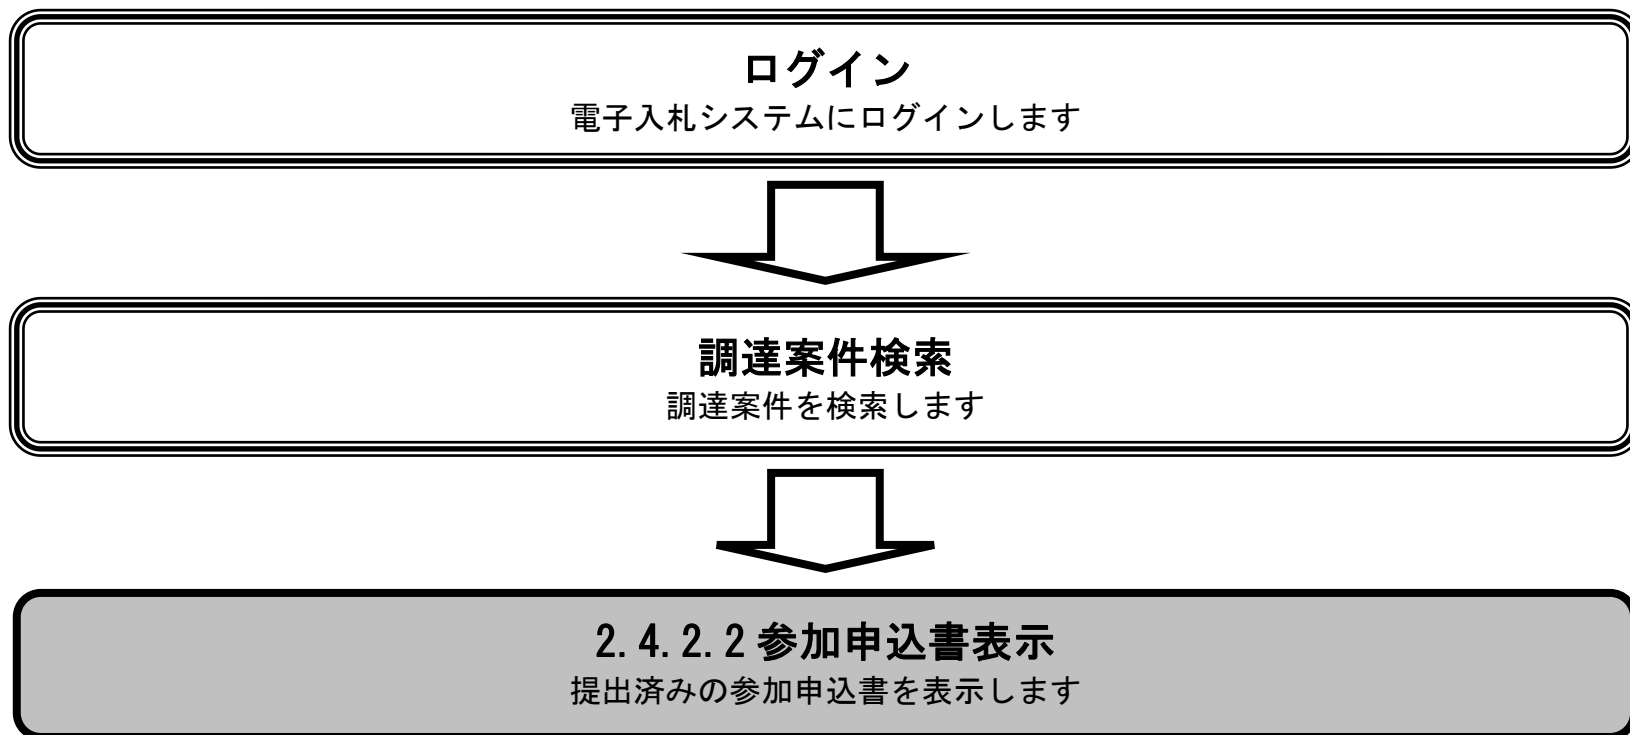 ログイン
電子入札システムにログインします
調達案件検索
調達案件を検索します
2.4.2.2 参加申込書表示
提出済みの参加申込書を表示します